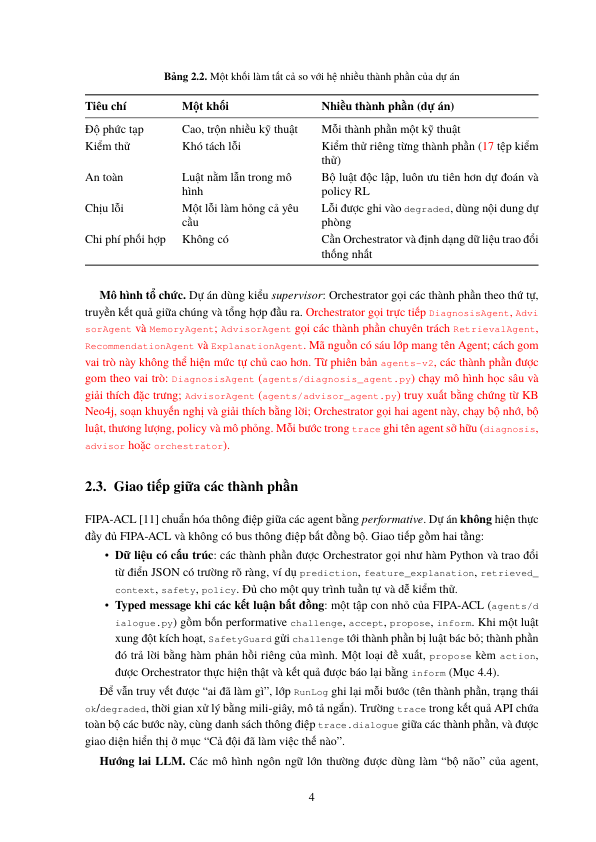 Bảng 2.2. Một khối làm tất cả so với hệ nhiều thành phần của dự án
Tiêu chí Một khối Nhiều thành phần (dự án)
Độ phức tạp Cao, trộn nhiều kỹ thuật Mỗi thành phần một kỹ thuật
Kiểm thử Khó tách lỗi Kiểm thử riêng từng thành phần (17 tệp kiểm
thử)
An toàn Luật nằm lẫn trong mô Bộ luật độc lập, luôn ưu tiên hơn dự đoán và
hình policy RL
Chịu lỗi Một lỗi làm hỏng cả yêu Lỗi được ghi vào degraded, dùng nội dung dự
cầu phòng
Chi phí phối hợp Không có Cần Orchestrator và định dạng dữ liệu trao đổi
thống nhất
Mô hình tổ chức. Dự án dùng kiểu supervisor: Orchestrator gọi các thành phần theo thứ tự,
truyền kết quả giữa chúng và tổng hợp đầu ra. Orchestrator gọi trực tiếp DiagnosisAgent, Advi
sorAgent và MemoryAgent; AdvisorAgent gọi các thành phần chuyên trách RetrievalAgent,
RecommendationAgent và ExplanationAgent. Mã nguồn có sáu lớp mang tên Agent; cách gom
vai trò này không thể hiện mức tự chủ cao hơn. Từ phiên bản agents-v2, các thành phần được
gom theo vai trò: DiagnosisAgent (agents/diagnosis_agent.py) chạy mô hình học sâu và
giải thích đặc trưng; AdvisorAgent (agents/advisor_agent.py) truy xuất bằng chứng từ KB
Neo4j, soạn khuyến nghị và giải thích bằng lời; Orchestrator gọi hai agent này, chạy bộ nhớ, bộ
luật, thương lượng, policy và mô phỏng. Mỗi bước trong trace ghi tên agent sở hữu (diagnosis,
advisor hoặc orchestrator).
2.3. Giao tiếp giữa các thành phần
FIPA-ACL [11] chuẩn hóa thông điệp giữa các agent bằng performative. Dự án không hiện thực
đầy đủ FIPA-ACL và không có bus thông điệp bất đồng bộ. Giao tiếp gồm hai tầng:
• Dữ liệu có cấu trúc: các thành phần được Orchestrator gọi như hàm Python và trao đổi
từ điển JSON có trường rõ ràng, ví dụ prediction, feature_explanation, retrieved_
context, safety, policy. Đủ cho một quy trình tuần tự và dễ kiểm thử.
• Typed message khi các kết luận bất đồng: một tập con nhỏ của FIPA-ACL (agents/d
ialogue.py) gồm bốn performative challenge, accept, propose, inform. Khi một luật
xung đột kích hoạt, SafetyGuard gửi challenge tới thành phần bị luật bác bỏ; thành phần
đó trả lời bằng hàm phản hồi riêng của mình. Một loại đề xuất, propose kèm action,
được Orchestrator thực hiện thật và kết quả được báo lại bằng inform (Mục 4.4).
Để vẫn truy vết được “ai đã làm gì”, lớp RunLog ghi lại mỗi bước (tên thành phần, trạng thái
ok/degraded, thời gian xử lý bằng mili-giây, mô tả ngắn). Trường trace trong kết quả API chứa
toàn bộ các bước này, cùng danh sách thông điệp trace.dialogue giữa các thành phần, và được
giao diện hiển thị ở mục “Cả đội đã làm việc thế nào”.
Hướng lai LLM. Các mô hình ngôn ngữ lớn thường được dùng làm “bộ não” của agent,
4